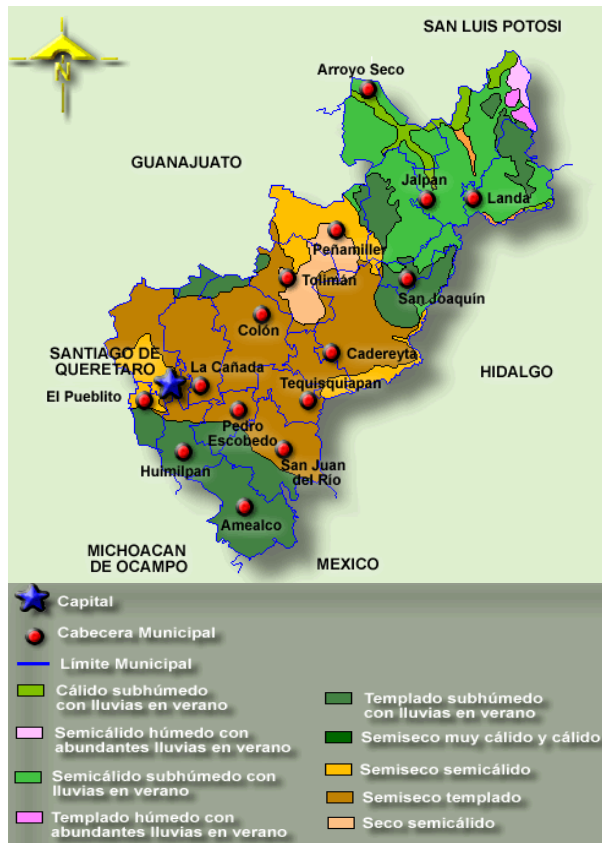 SAN LUIS POTOSI
N
Arroyo Seco
GUANAJUATO
Jalpan
Landa
Peñamiller
Tolimán
San Joaquín
Colón
SANTIAGO DE
QUERETARO
Cadereyta
La Cañada
HIDALGO
Tequisquiapan
El Pueblito
Pedro
Escobedo
Huimilpan
San Juan
del Río
Amealco
MICHOACAN
DE OCAMPO
MEXICO
Capital
Cabecera Municipal
Límite Municipal
Cálido subhúmedo
con lluvias en verano
Semicálido húmedo con
abundantes lluvias en verano
Semicálido subhúmedo con
lluvias en verano
Templado húmedo con
abundantes lluvias en verano
Templado subhúmedo
con lluvias en verano
Semiseco muy cálido y cálido
Semiseco semicálido
Semiseco templado
Seco semicálido